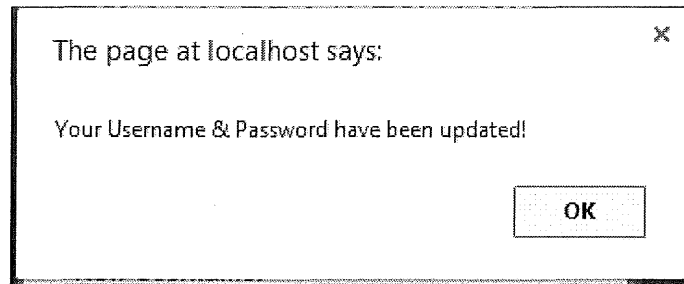 The page at localhost says:
Your Username & Password have been updated!
OK